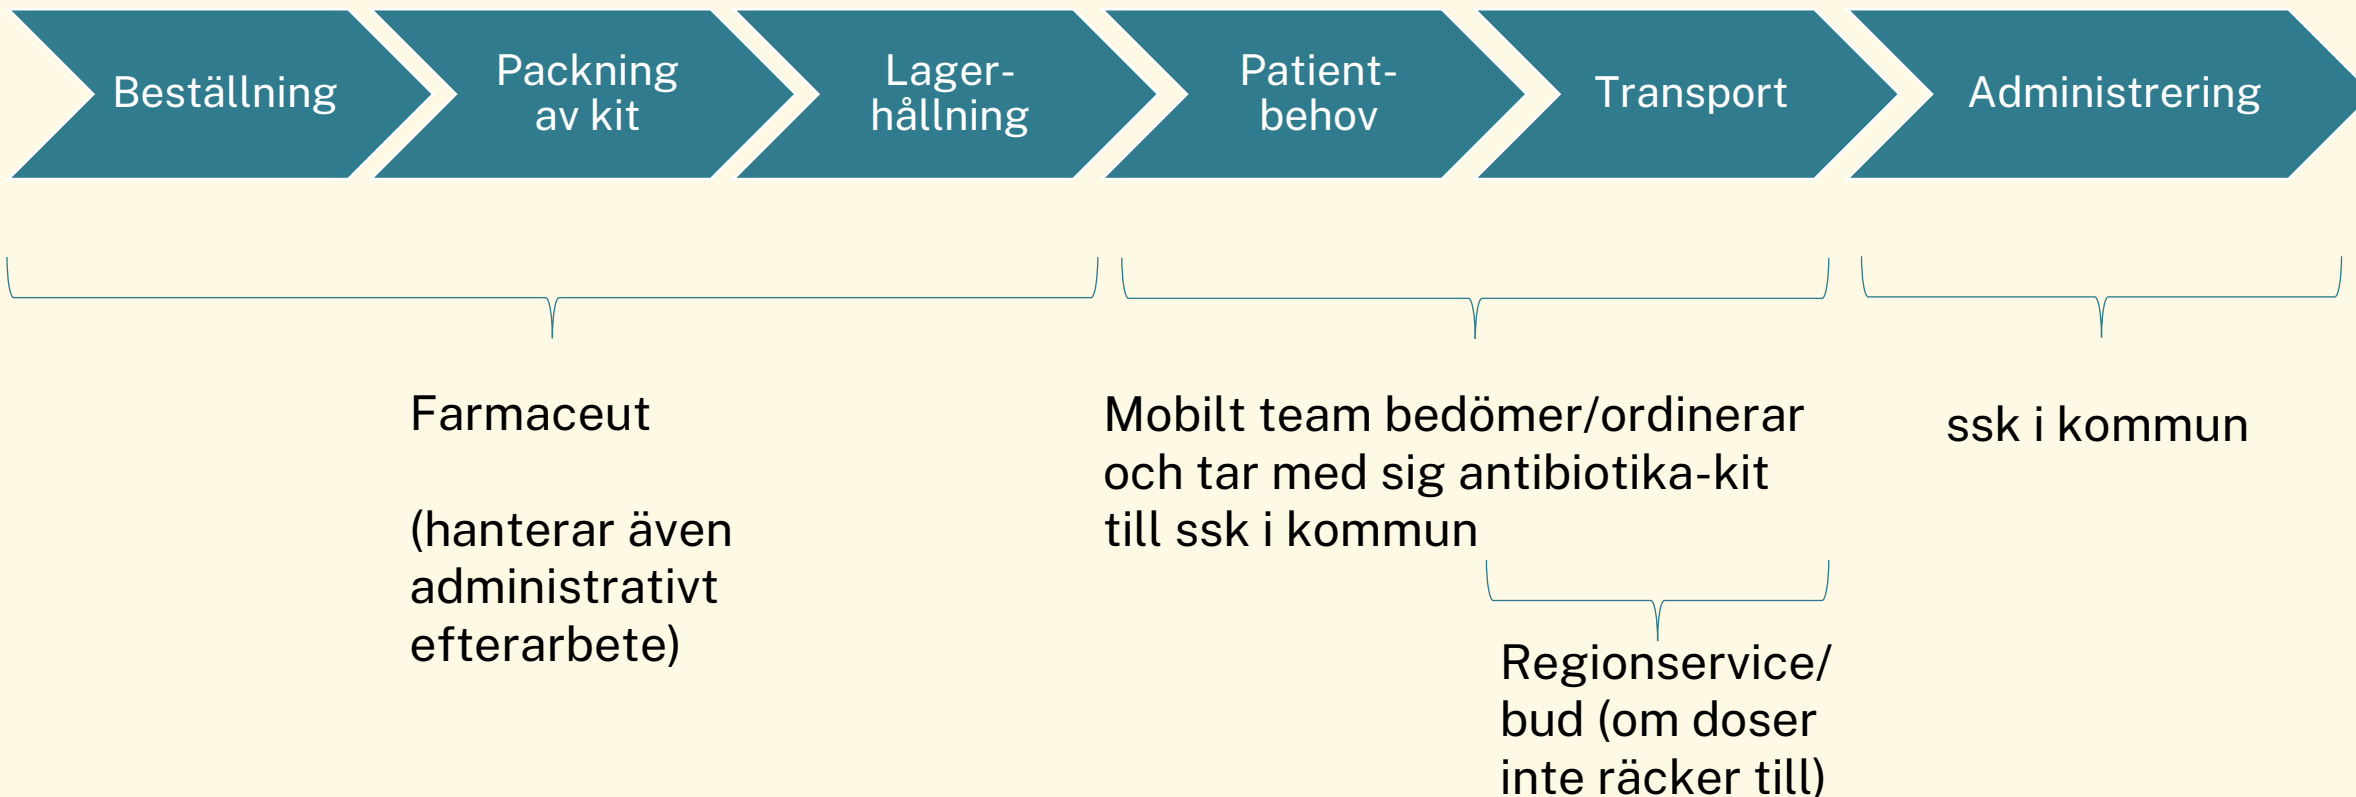 Beställning
Packning
av kit
Lager-
hållning
Patient-
behov
Transport
Administrering
Farmaceut
(hanterar även
administrativt
efterarbete)
Mobilt team bedömer/ordinerar
och tar med sig antibiotika-kit
till ssk i kommun
Regionservice/
bud (om doser
inte räcker till)
ssk i kommun